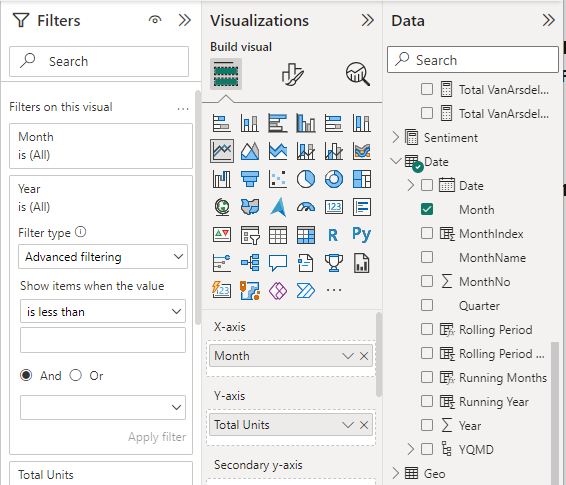 Filters
Search
Filters on this visual
...
Month
is (All)
Year
is (All)
Filter type
Advanced filtering
Show items when the value
is less than
And
Or
Apply filter
Total Units
Visualizations
Build visual
123
R
Py
123
...
X-axis
Month
Y-axis
Total Units
Secondary y-axis
Data
Search
Total VanArsdel...
Total VanArsdel...
Sentiment
Date
Date
Month
MonthIndex
MonthName
MonthNo
Quarter
Rolling Period
Rolling Period ...
Running Months
Running Year
Year
YQMD
Geo